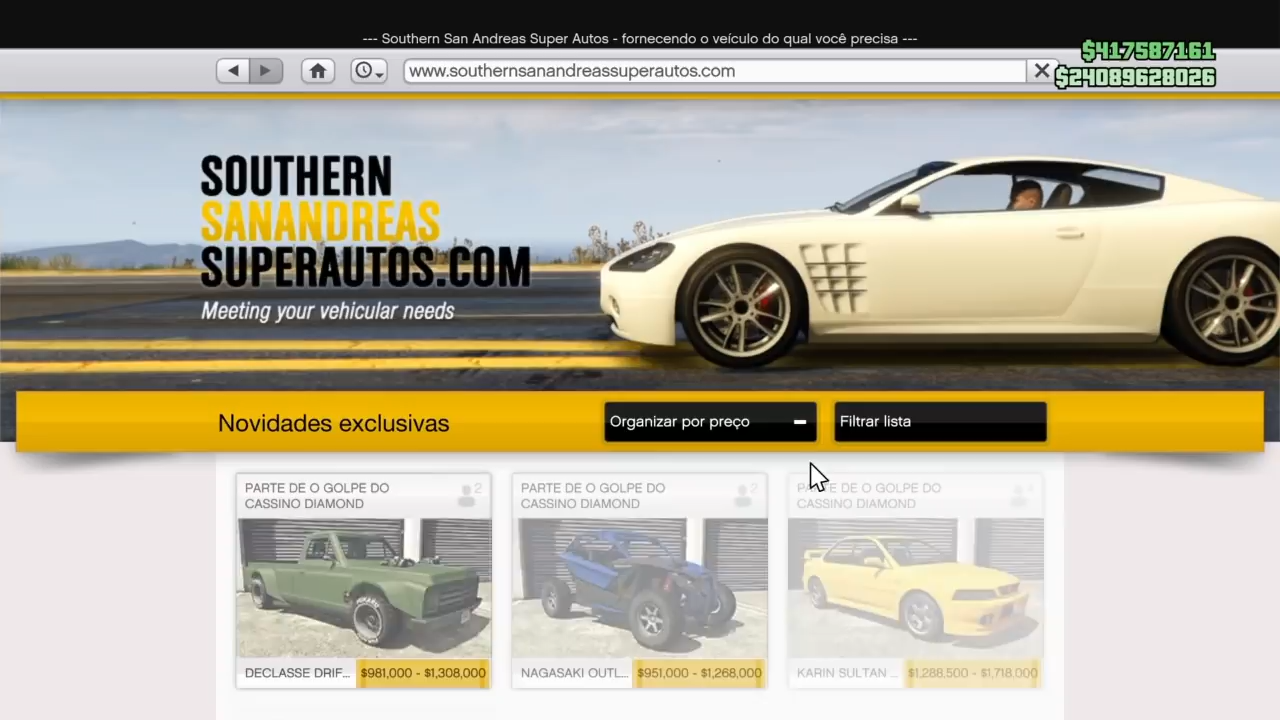 --- Southern San Andreas Super Autos - fornecendo o veículo do qual você precisa ---
$417587161
www.southernsanandreassuperautos.com
$24089628026
SOUTHERN
SANANDREAS
SUPERAUTOS.COM
Meeting your vehicular needs
Novidades exclusivas
Organizar por preço
Filtrar lista
PARTE DE O GOLPE DO
CASSINO DIAMOND
2
PARTE DE O GOLPE DO
CASSINO DIAMOND
2
PARTE DE O GOLPE DO
CASSINO DIAMOND
DECLASSE DRIF...
$981,000 - $1,308,000
NAGASAKI OUTL...
$951,000 - $1,268,000
KARIN SULTAN ...
$1,288,500 - $1,718,000